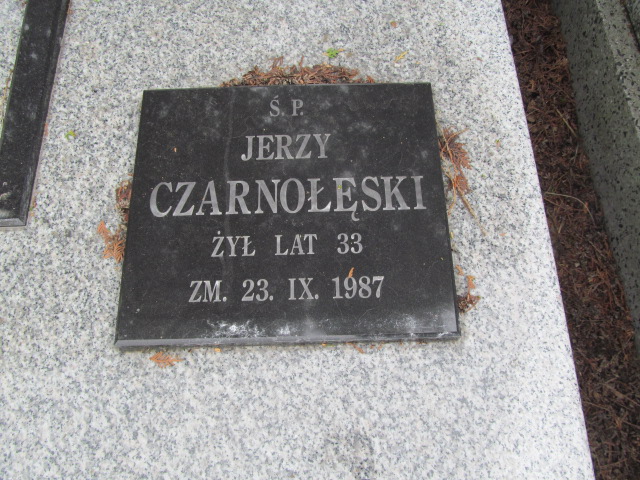 Ś. P.
JERZY
CZARNOŁĘSKI
ŻYŁ LAT 33
ZM. 23. IX. 1987